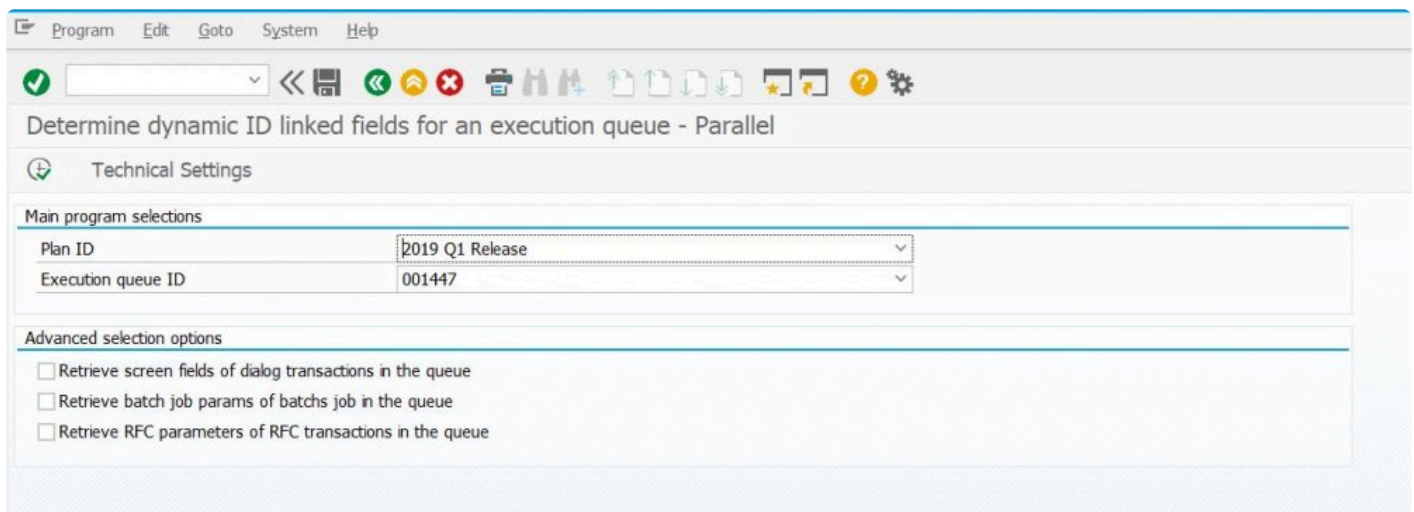 Program Edit Goto System Help
Determine dynamic ID linked fields for an execution queue - Parallel
Technical Settings
Main program selections
Plan ID 2019 Q1 Release
Execution queue ID 001447
Advanced selection options
Retrieve screen fields of dialog transactions in the queue
Retrieve batch job params of batchs job in the queue
Retrieve RFC parameters of RFC transactions in the queue